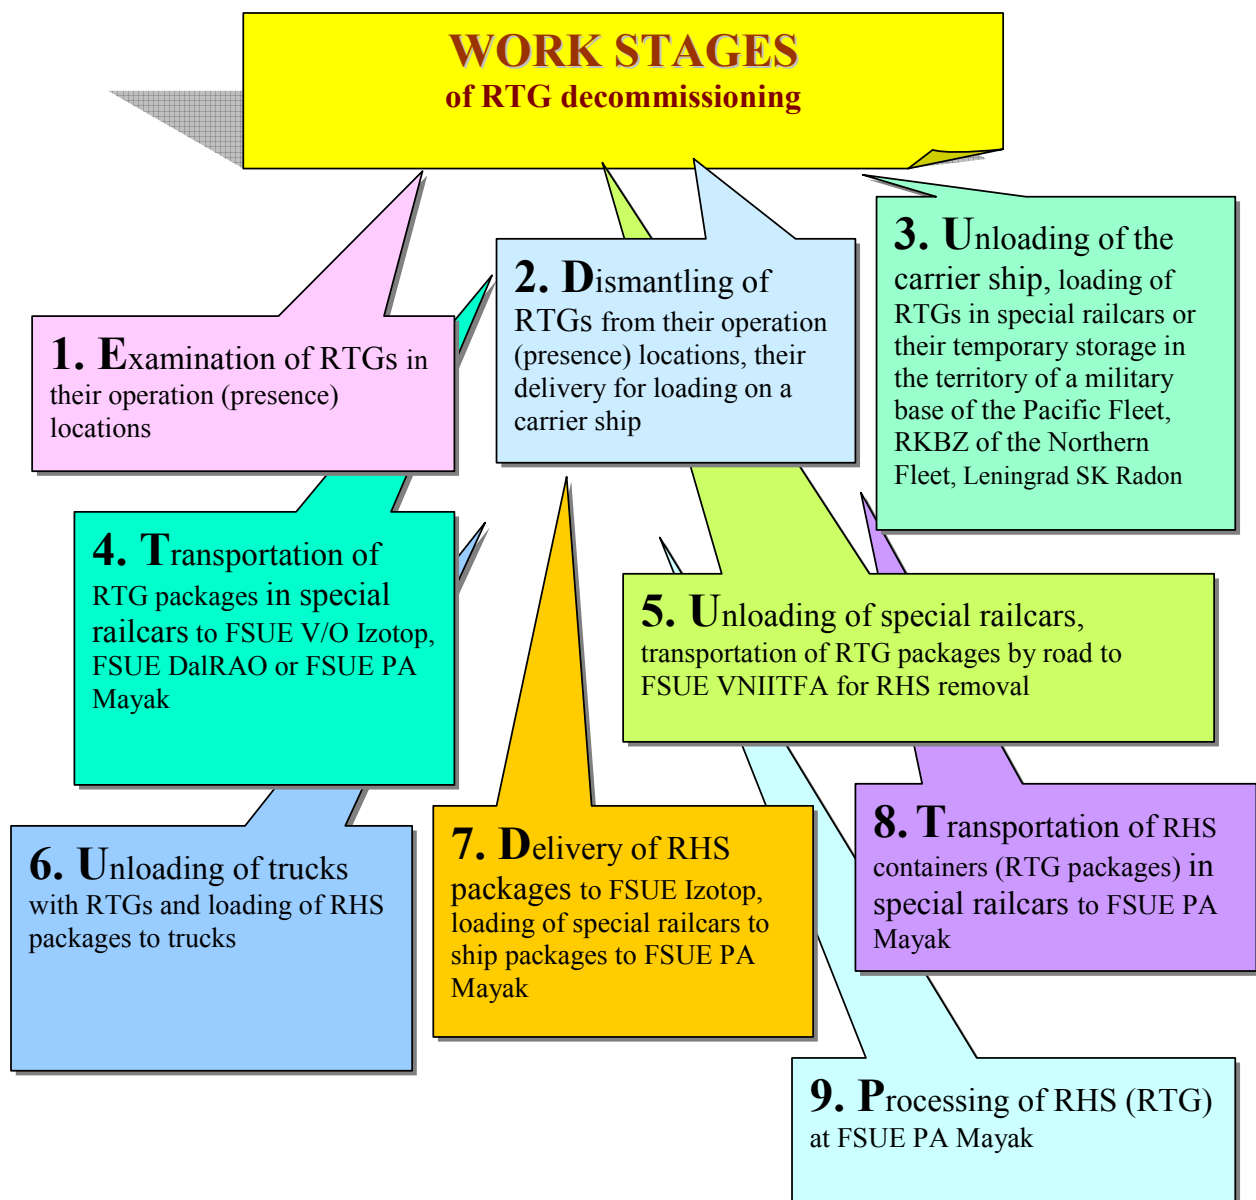 WORK STAGES
of RTG decommissioning
1. Examination of RTGs in
their operation (presence)
locations
2. Dismantling of
RTGs from their operation
(presence) locations, their
delivery for loading on a
carrier ship
3. Unloading of the
carrier ship, loading of
RTGs in special railcars or
their temporary storage in
the territory of a military
base of the Pacific Fleet,
RKBZ of the Northern
Fleet, Leningrad SK Radon
4. Transportation of
RTG packages in special
railcars to FSUE V/O Izotop,
FSUE DalRAO or FSUE PA
Mayak
5. Unloading of special railcars,
transportation of RTG packages by road to
FSUE VNIITFA for RHS removal
6. Unloading of trucks
with RTGs and loading of RHS
packages to trucks
7. Delivery of RHS
packages to FSUE Izotop,
loading of special railcars to
ship packages to FSUE PA
Mayak
8. Transportation of RHS
containers (RTG packages) in
special railcars to FSUE PA
Mayak
9. Processing of RHS (RTG)
at FSUE PA Mayak